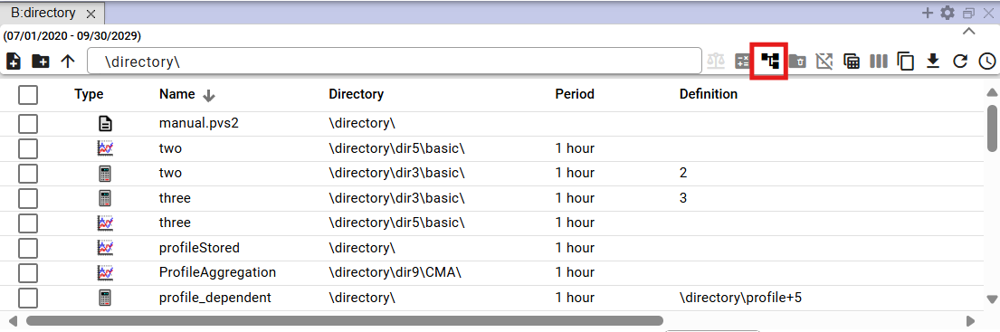 B:directory
(07/01/2020 - 09/30/2029)
\directory\
Type Name Directory Period Definition
manual.pvs2 \directory\
two \directory\dir5\basic\ 1 hour
two \directory\dir3\basic\ 1 hour 2
three \directory\dir3\basic\ 1 hour 3
three \directory\dir5\basic\ 1 hour
profileStored \directory\ 1 hour
ProfileAggregation \directory\dir9\CMA\ 1 hour
profile_dependent \directory\ 1 hour \directory\profile+5